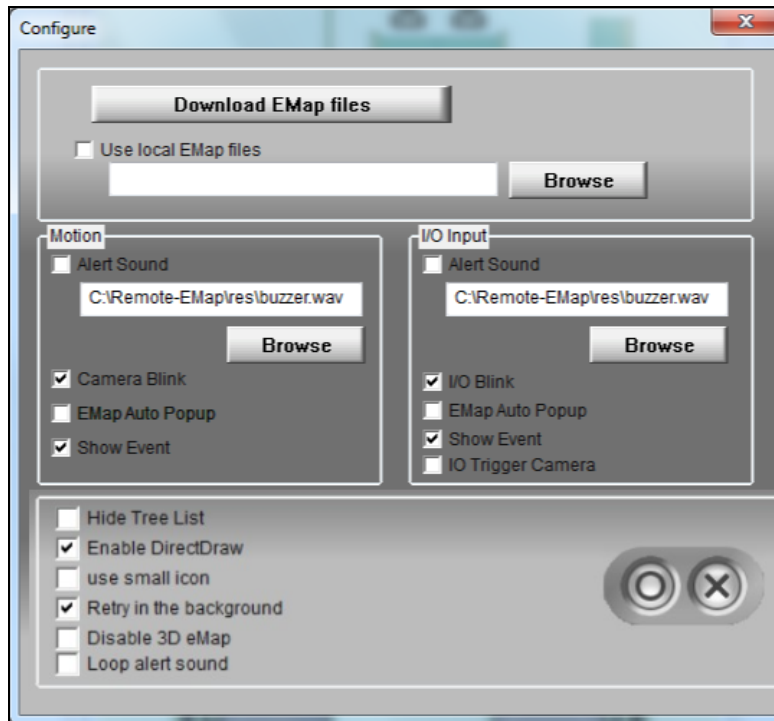 Configure
Download EMap files
Use local EMap files
Browse
Motion
Alert Sound
C:\Remote-EMap\res\buzzer.wav
Browse
Camera Blink
EMap Auto Popup
Show Event
I/O Input
Alert Sound
C:\Remote-EMap\res\buzzer.wav
Browse
I/O Blink
EMap Auto Popup
Show Event
IO Trigger Camera
Hide Tree List
Enable DirectDraw
use small icon
Retry in the background
Disable 3D eMap
Loop alert sound